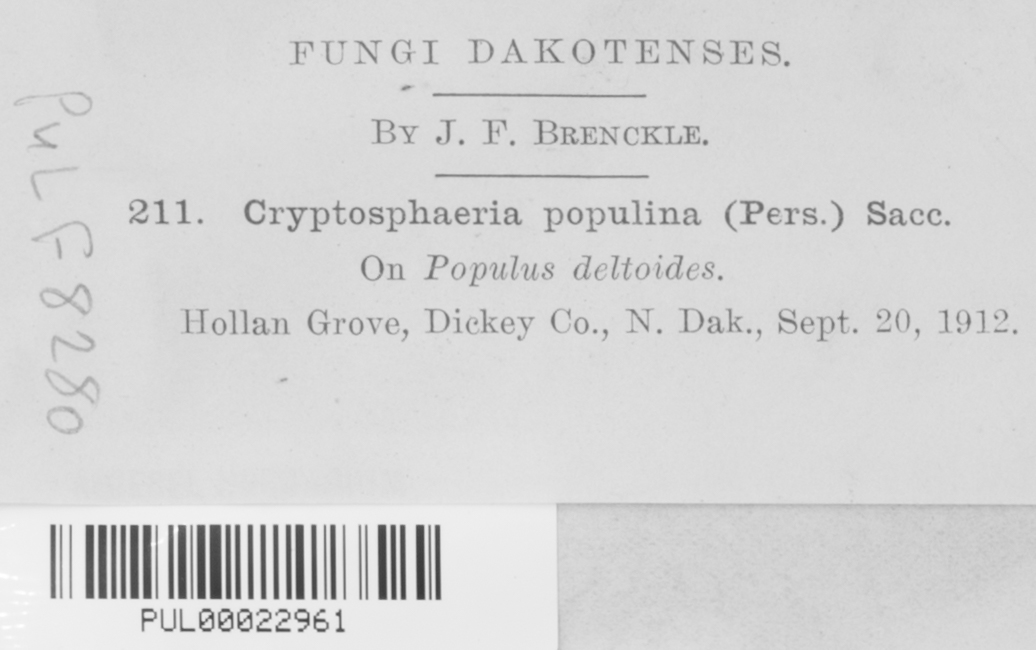 FUNGI DAKOTENSES.
BY J. F. BRENCKLE.
211. Cryptosphaeria populina (Pers.) Sacc.
On Populus deltoides.
Hollan Grove, Dickey Co., N. Dak., Sept. 20, 1912.
PUL F8280
PUL00022961